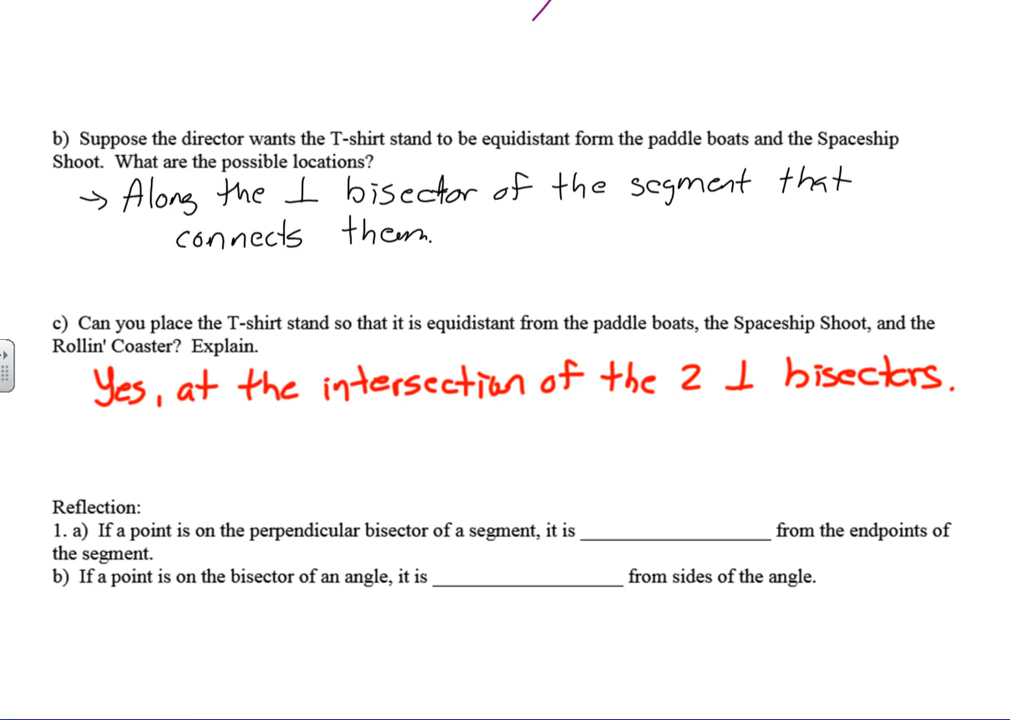 b) Suppose the director wants the T-shirt stand to be equidistant form the paddle boats and the Spaceship
Shoot. What are the possible locations?
→ Along the ⊥ bisector of the segment that
connects them.
c) Can you place the T-shirt stand so that it is equidistant from the paddle boats, the Spaceship Shoot, and the
Rollin' Coaster? Explain.
Yes, at the intersection of the 2 ⊥ bisectors.
Reflection:
1. a) If a point is on the perpendicular bisector of a segment, it is ____________________ from the endpoints of
the segment.
b) If a point is on the bisector of an angle, it is ____________________ from sides of the angle.